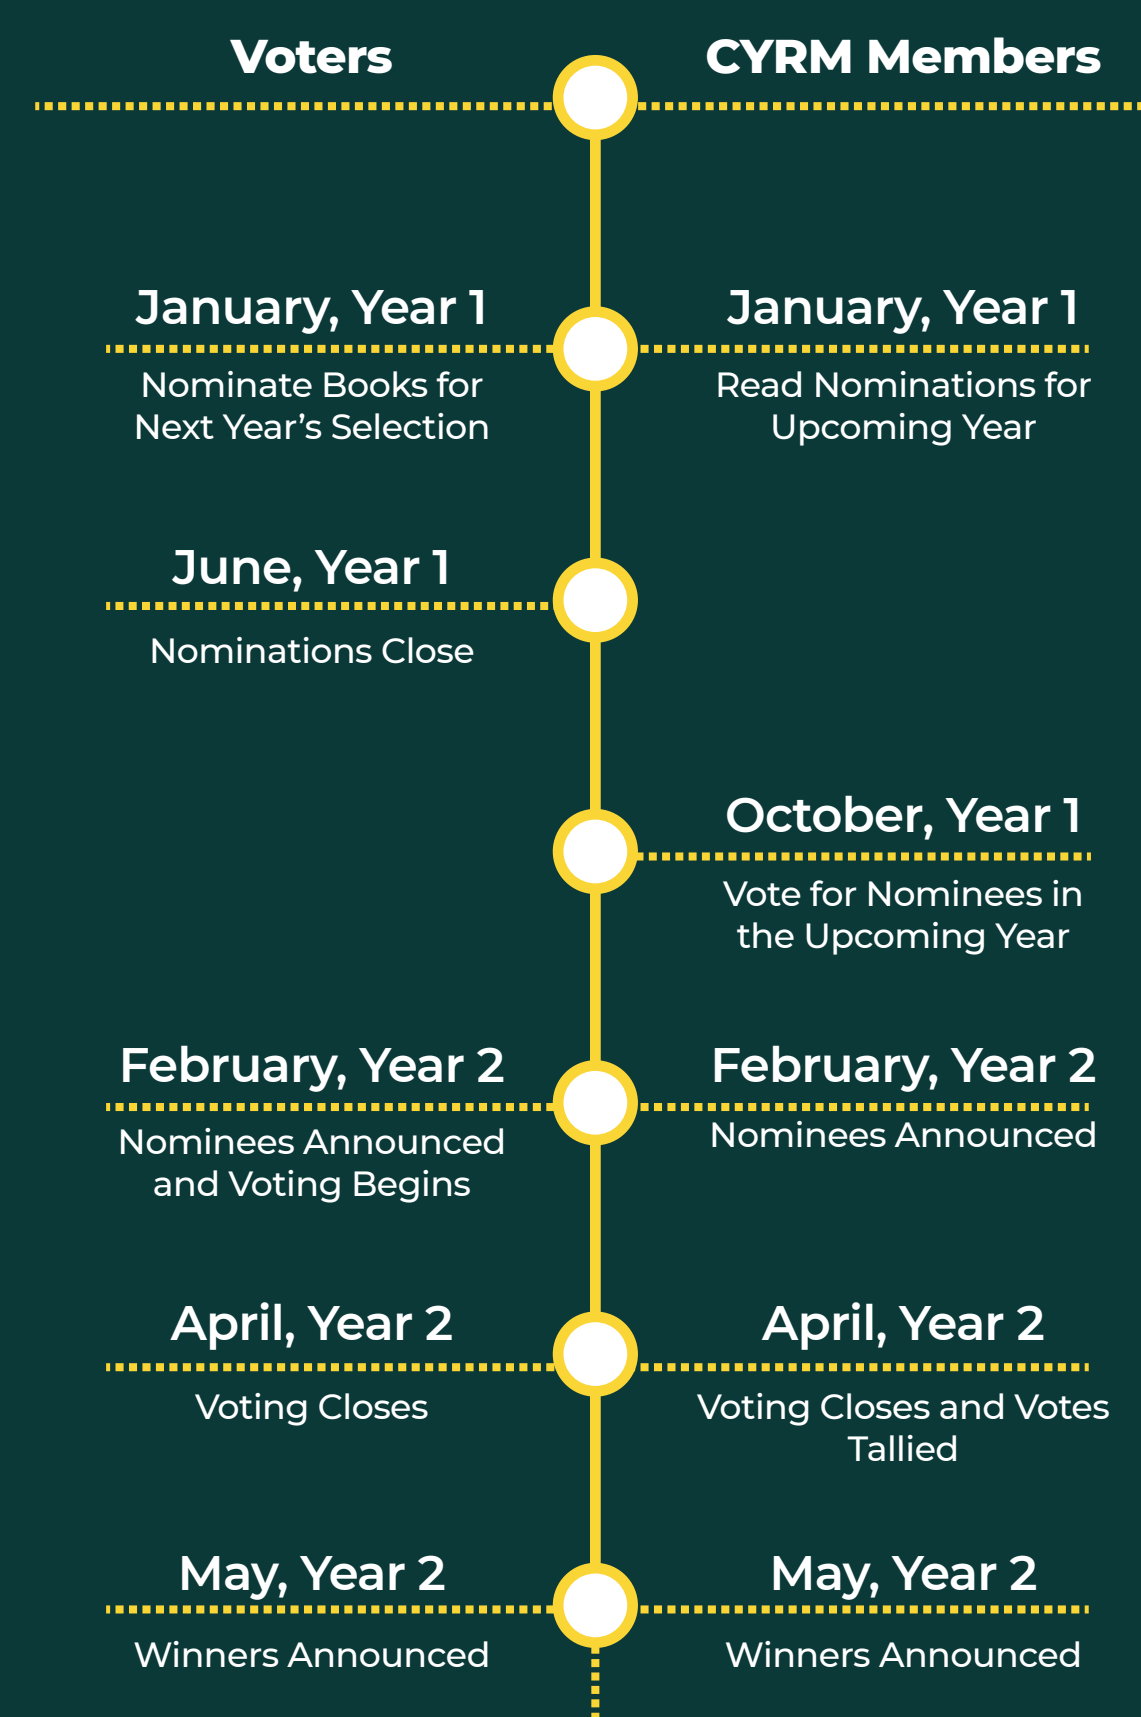 Voters
CYRM Members
January, Year 1
Nominate Books for
Next Year’s Selection
January, Year 1
Read Nominations for
Upcoming Year
June, Year 1
Nominations Close
October, Year 1
Vote for Nominees in
the Upcoming Year
February, Year 2
Nominees Announced
and Voting Begins
February, Year 2
Nominees Announced
April, Year 2
Voting Closes
April, Year 2
Voting Closes and Votes
Tallied
May, Year 2
Winners Announced
May, Year 2
Winners Announced